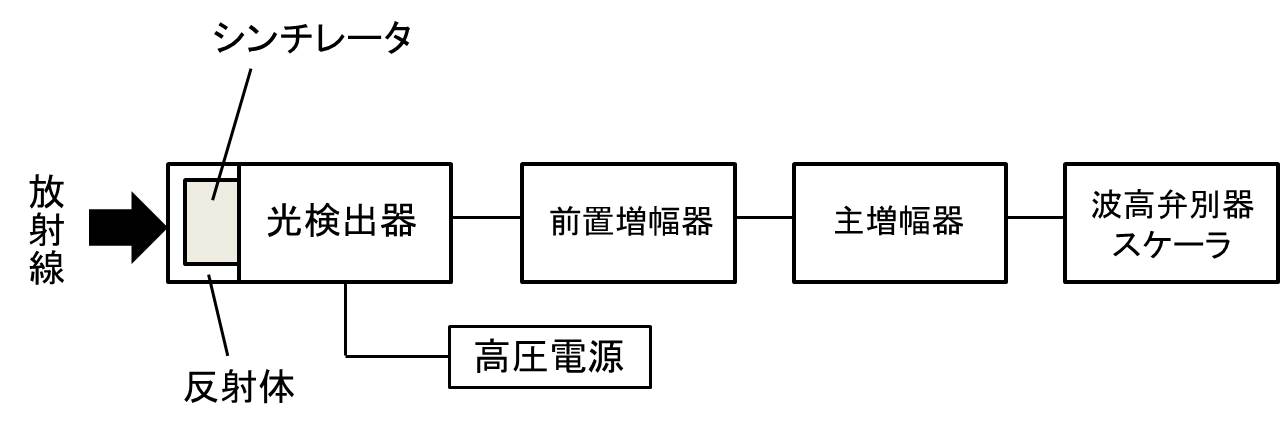 シンチレータ
放射線
光検出器
前置増幅器
主増幅器
波高弁別器
スケーラ
高圧電源
反射体